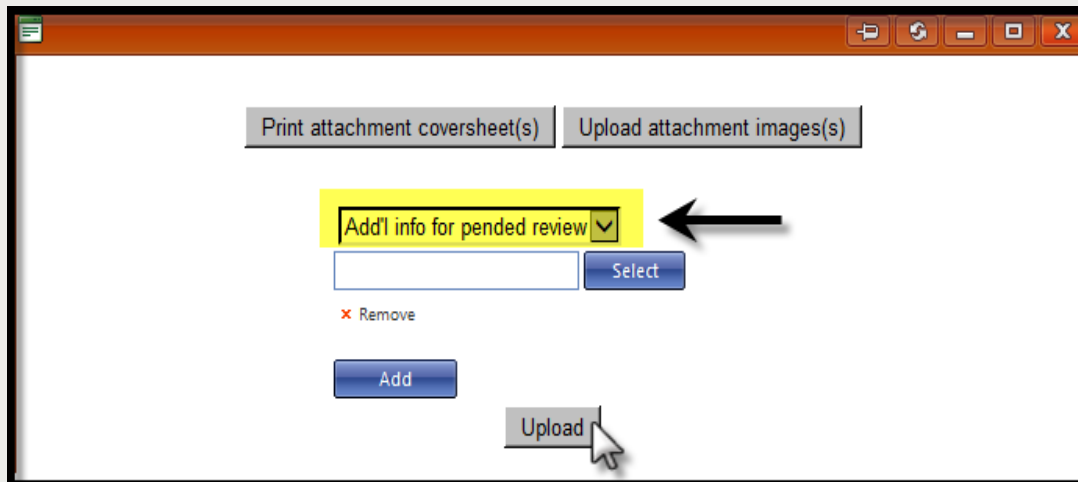 Print attachment coversheet(s) Upload attachment images(s)
Add'l info for pended review
Select
× Remove
Add
Upload